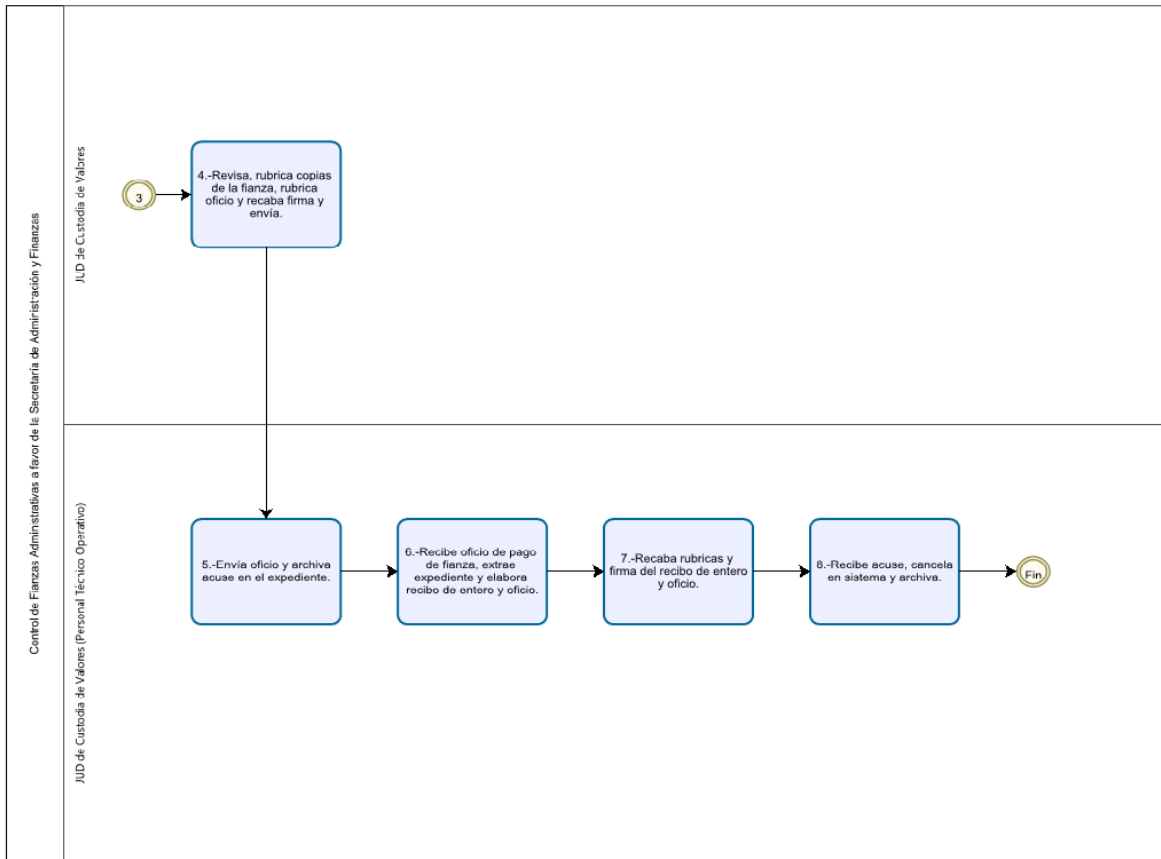 Control de Fianzas Administrativas a favor de la Secretaría de Administración y Finanzas
JUD de Custodia de Valores
3
4.-Revisa, rubrica copias
de la fianza, rubrica
oficio y recaba firma y
envía.
JUD de Custodia de Valores (Personal Técnico Operativo)
5.-Envía oficio y archiva
acuse en el expediente.
6.-Recibe oficio de pago
de fianza, extrae
expediente y elabora
recibo de entero y oficio.
7.-Recaba rubricas y
firma del recibo de entero
y oficio.
8.-Recibe acuse, cancela
en sistema y archiva.
Fin